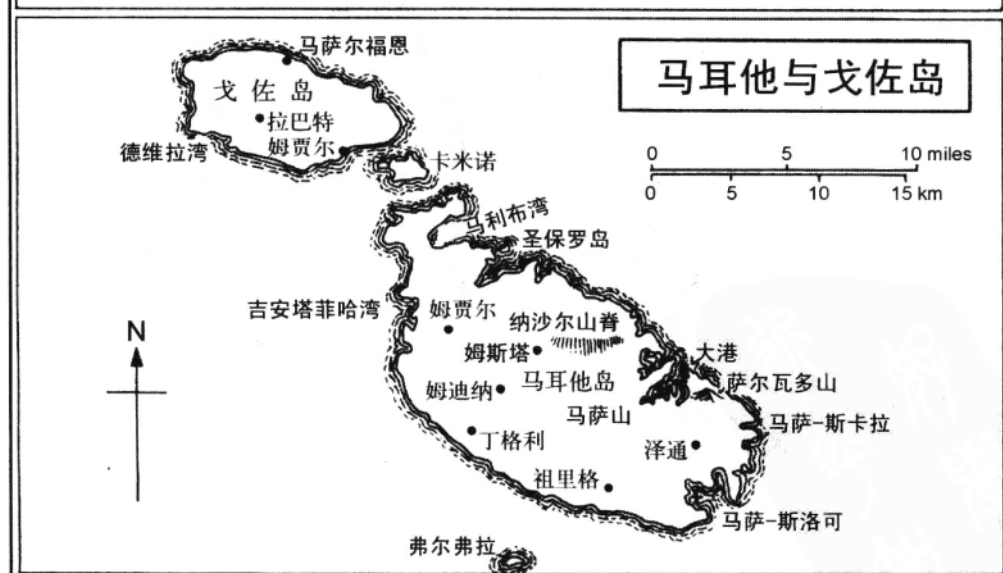 马萨尔福恩
马耳他与戈佐岛
戈佐岛
拉巴特
姆贾尔
德维拉湾
卡米诺
0 5 10 miles
0 5 10 15 km
马利布湾
圣保罗岛
吉安塔菲哈湾
姆贾尔
纳沙尔山脊
N
姆斯塔
大港
姆迪纳
马耳他岛
萨尔瓦多山
马萨山
马萨-斯卡拉
丁格利
泽通
祖里格
马萨-斯洛可
弗尔弗拉